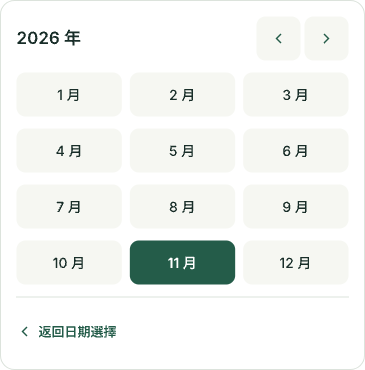 2026 年
1 月 2 月 3 月
4 月 5 月 6 月
7 月 8 月 9 月
10 月 11 月 12 月
返回日期選擇